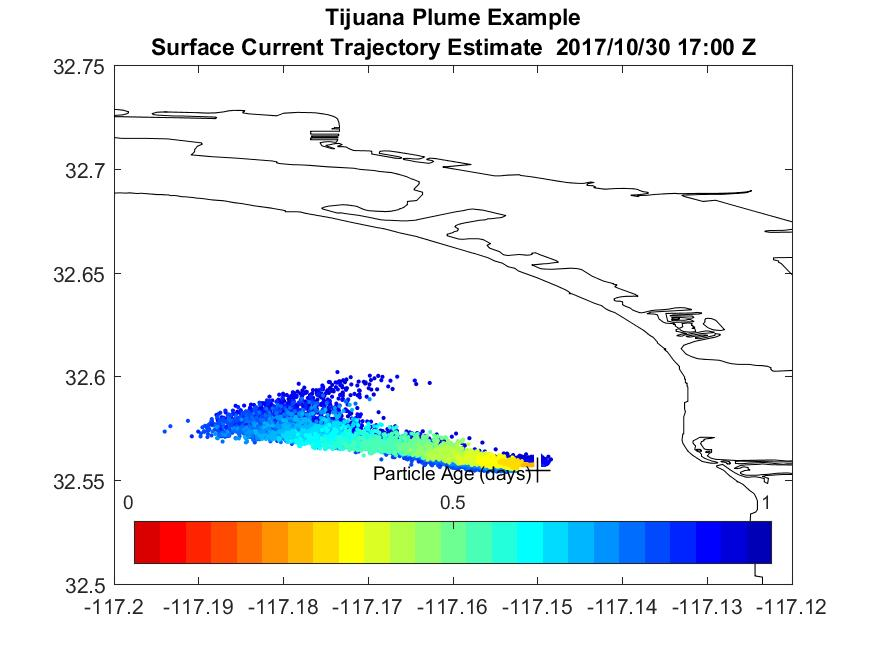 Tijuana Plume Example
Surface Current Trajectory Estimate 2017/10/30 17:00 Z
32.75
32.7
32.65
32.6
32.55
Particle Age (days)
0 0.5 1
32.5
-117.2 -117.19 -117.18 -117.17 -117.16 -117.15 -117.14 -117.13 -117.12